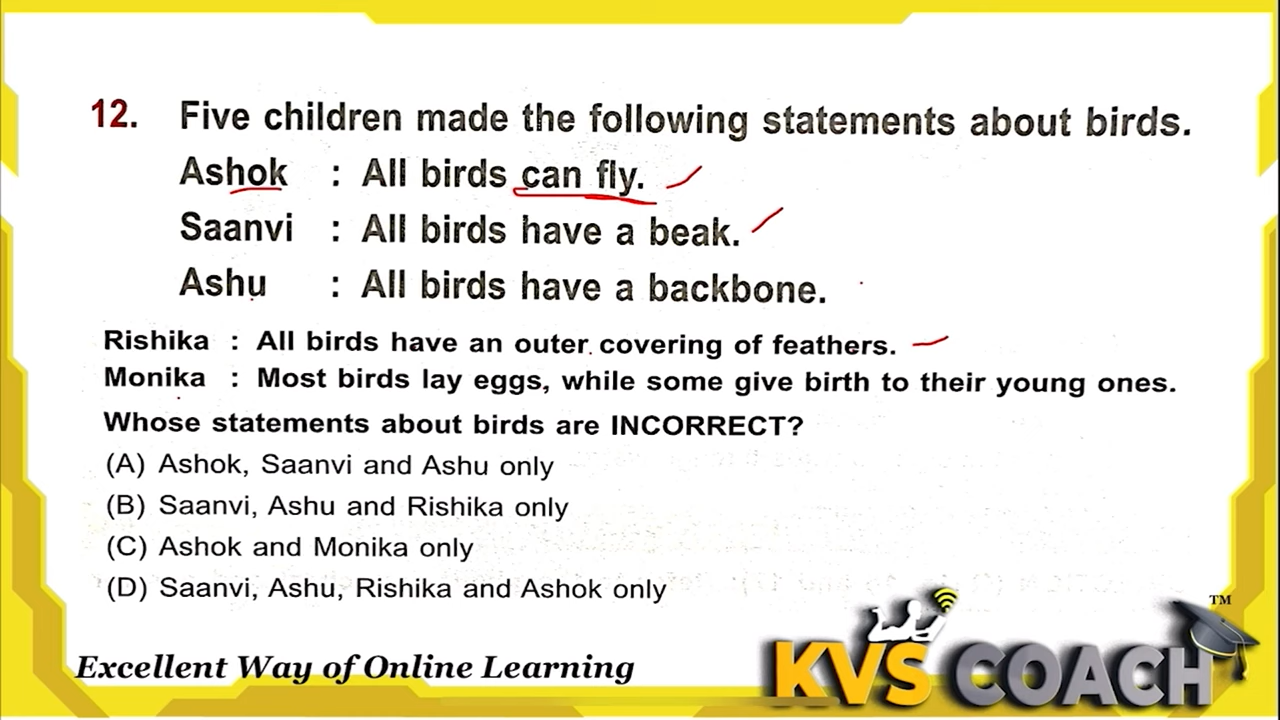 12. Five children made the following statements about birds.
Ashok : All birds can fly.
Saanvi : All birds have a beak.
Ashu : All birds have a backbone.
Rishika : All birds have an outer covering of feathers.
Monika : Most birds lay eggs, while some give birth to their young ones.
Whose statements about birds are INCORRECT?
(A) Ashok, Saanvi and Ashu only
(B) Saanvi, Ashu and Rishika only
(C) Ashok and Monika only
(D) Saanvi, Ashu, Rishika and Ashok only
Excellent Way of Online Learning
KVS COACH
TM